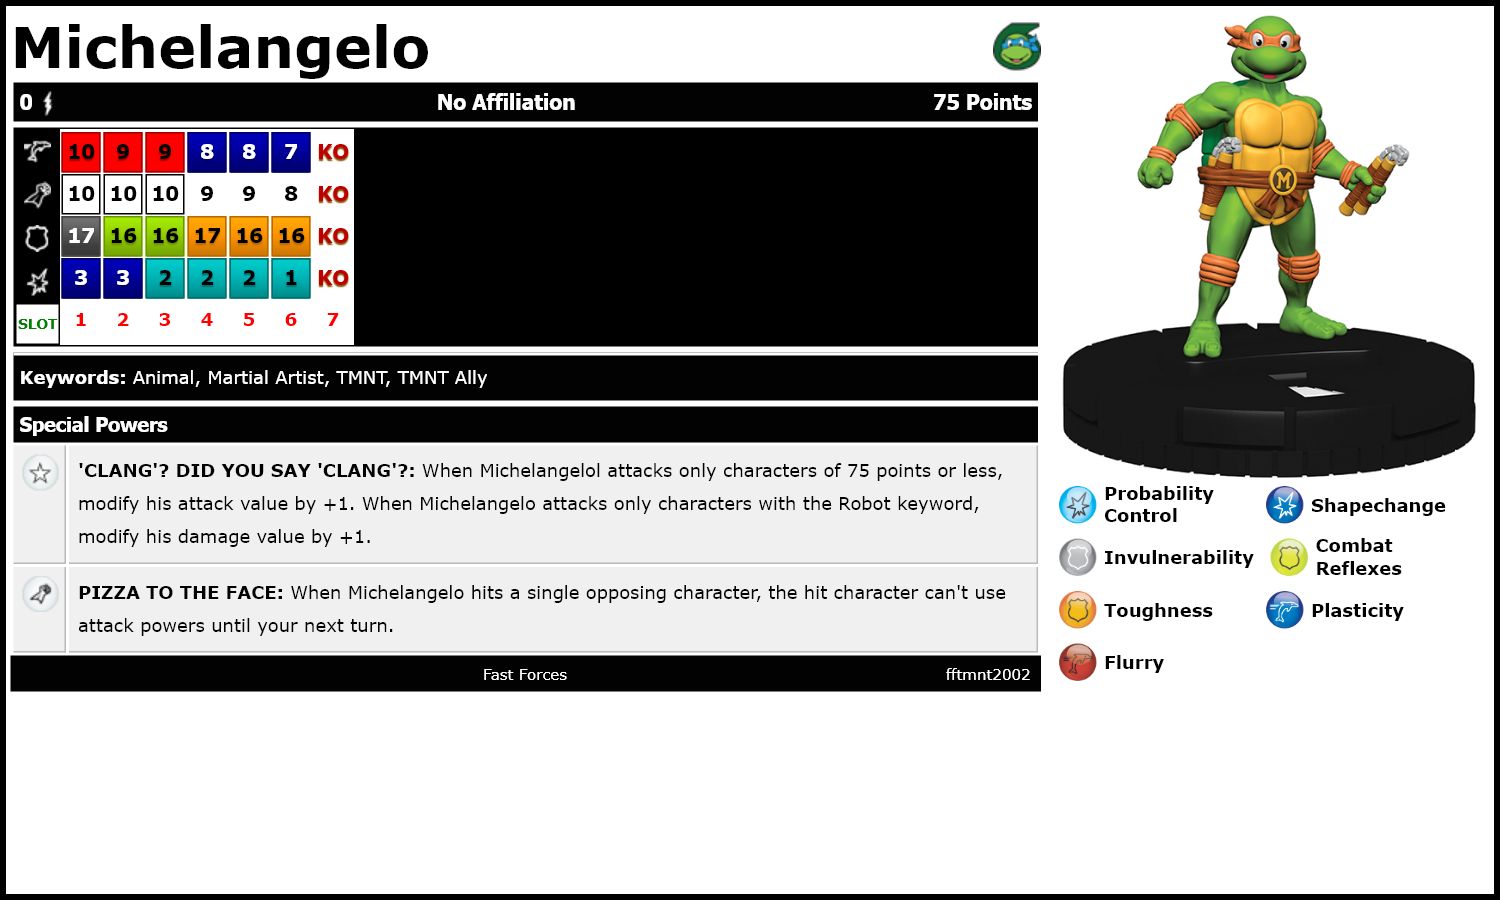 Michelangelo
0 No Affiliation 75 Points
10 9 9 8 8 7 KO
10 10 10 9 9 8 KO
17 16 16 17 16 16 KO
3 3 2 2 2 1 KO
SLOT 1 2 3 4 5 6 7
Keywords: Animal, Martial Artist, TMNT, TMNT Ally
Special Powers
'CLANG'? DID YOU SAY 'CLANG'?: When Michelangelol attacks only characters of 75 points or less,
modify his attack value by +1. When Michelangelo attacks only characters with the Robot keyword,
modify his damage value by +1.
PIZZA TO THE FACE: When Michelangelo hits a single opposing character, the hit character can't use
attack powers until your next turn.
Fast Forces fftmnt2002
M
Probability
Control
Shapechange
Invulnerability
Combat
Reflexes
Toughness
Plasticity
Flurry